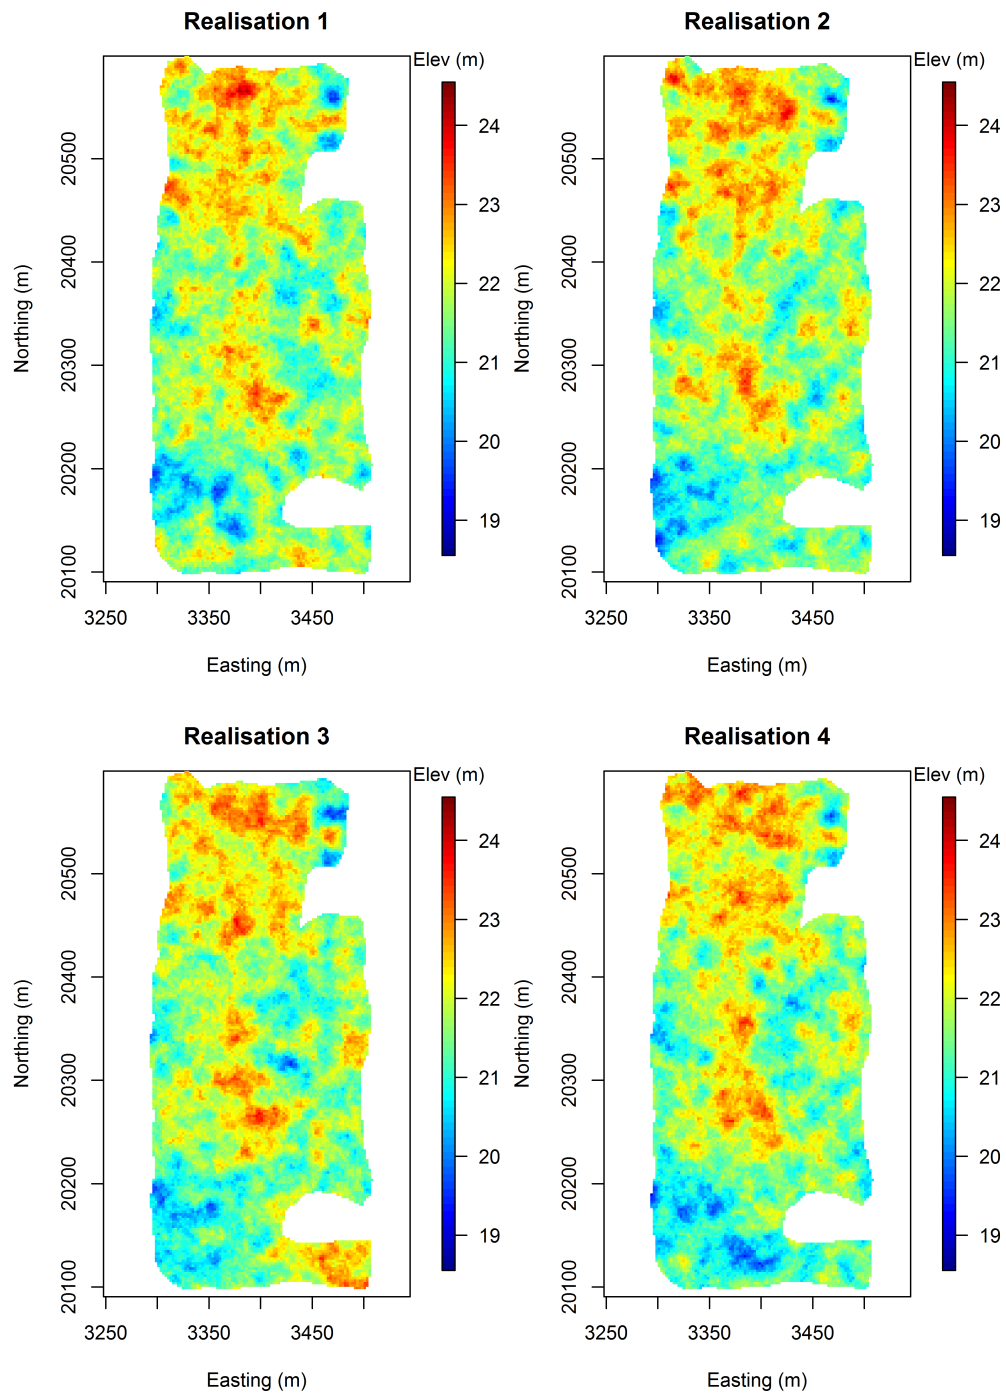 Realisation 1
Elev (m)
24
23
22
21
20
19
Northing (m)
20100 20200 20300 20400 20500
3250 3350 3450
Easting (m)
Realisation 2
Elev (m)
24
23
22
21
20
19
Northing (m)
20100 20200 20300 20400 20500
3250 3350 3450
Easting (m)
Realisation 3
Elev (m)
24
23
22
21
20
19
Northing (m)
20100 20200 20300 20400 20500
3250 3350 3450
Easting (m)
Realisation 4
Elev (m)
24
23
22
21
20
19
Northing (m)
20100 20200 20300 20400 20500
3250 3350 3450
Easting (m)